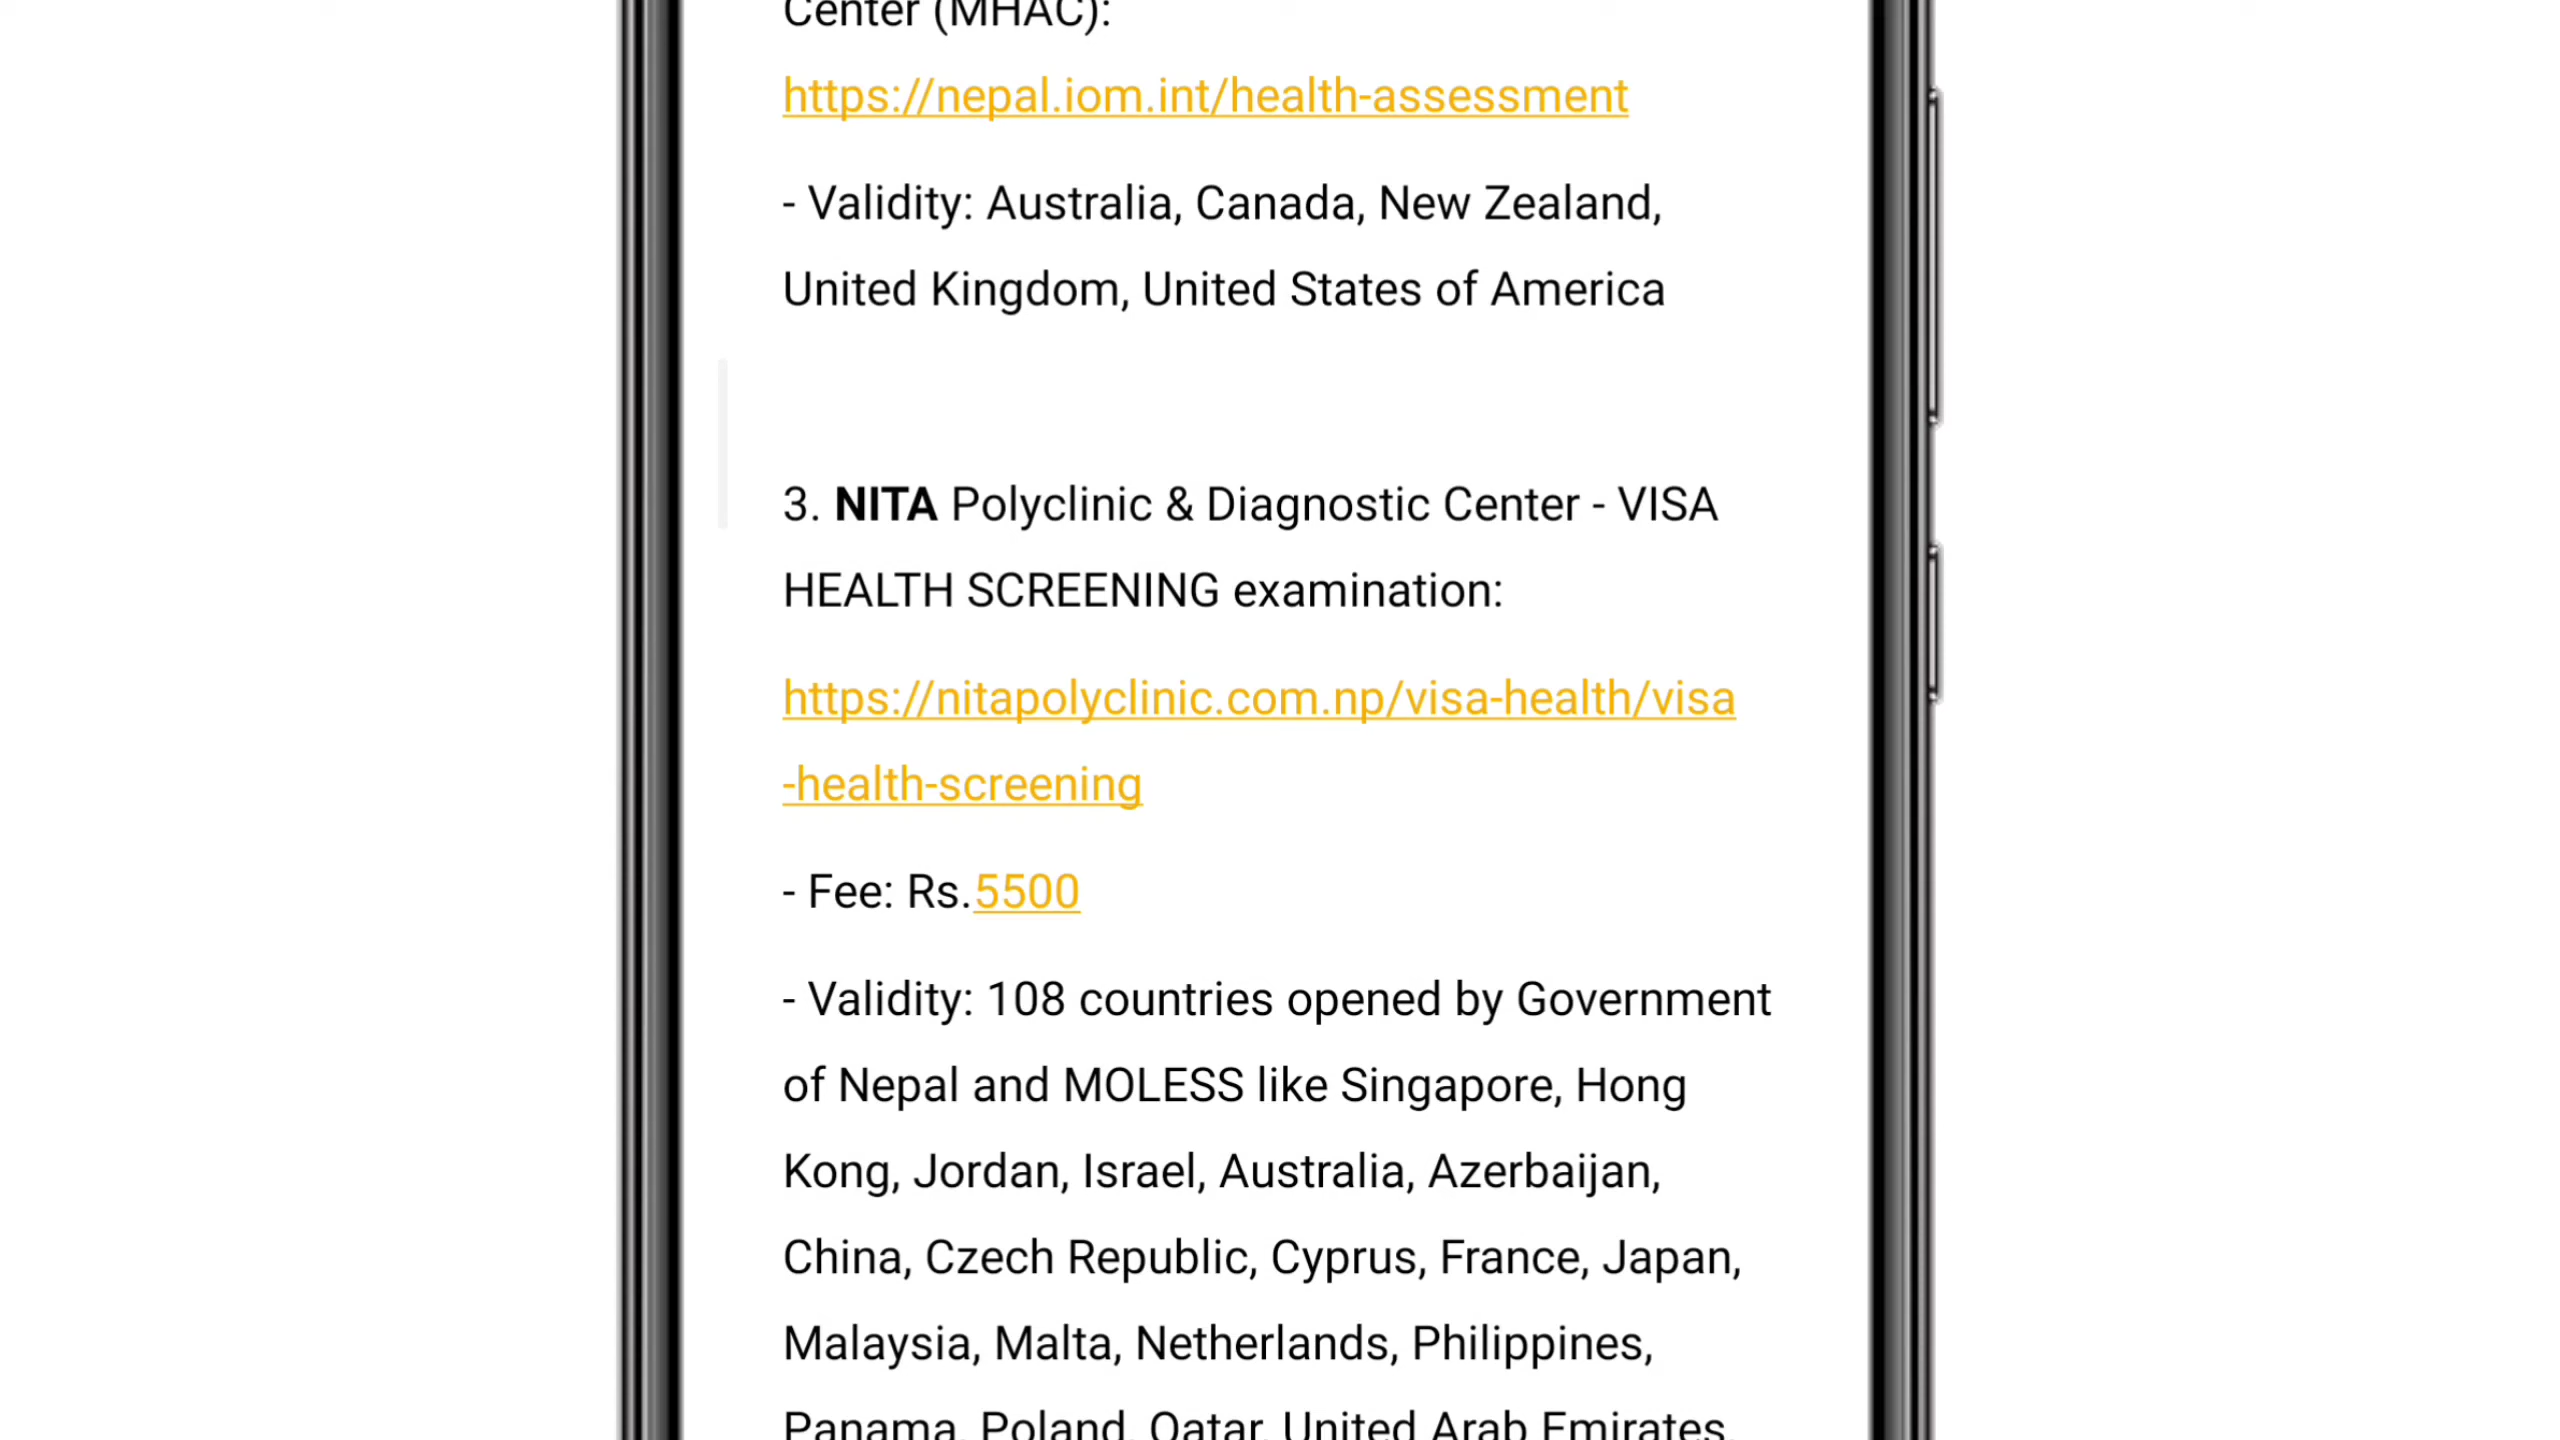 Center (MHAC):
https://nepal.iom.int/health-assessment
- Validity: Australia, Canada, New Zealand,
United Kingdom, United States of America
3. NITA Polyclinic & Diagnostic Center - VISA
HEALTH SCREENING examination:
https://nitapolyclinic.com.np/visa-health/visa
-health-screening
- Fee: Rs.5500
- Validity: 108 countries opened by Government
of Nepal and MOLESS like Singapore, Hong
Kong, Jordan, Israel, Australia, Azerbaijan,
China, Czech Republic, Cyprus, France, Japan,
Malaysia, Malta, Netherlands, Philippines,
Panama, Poland, Qatar, United Arab Emirates,